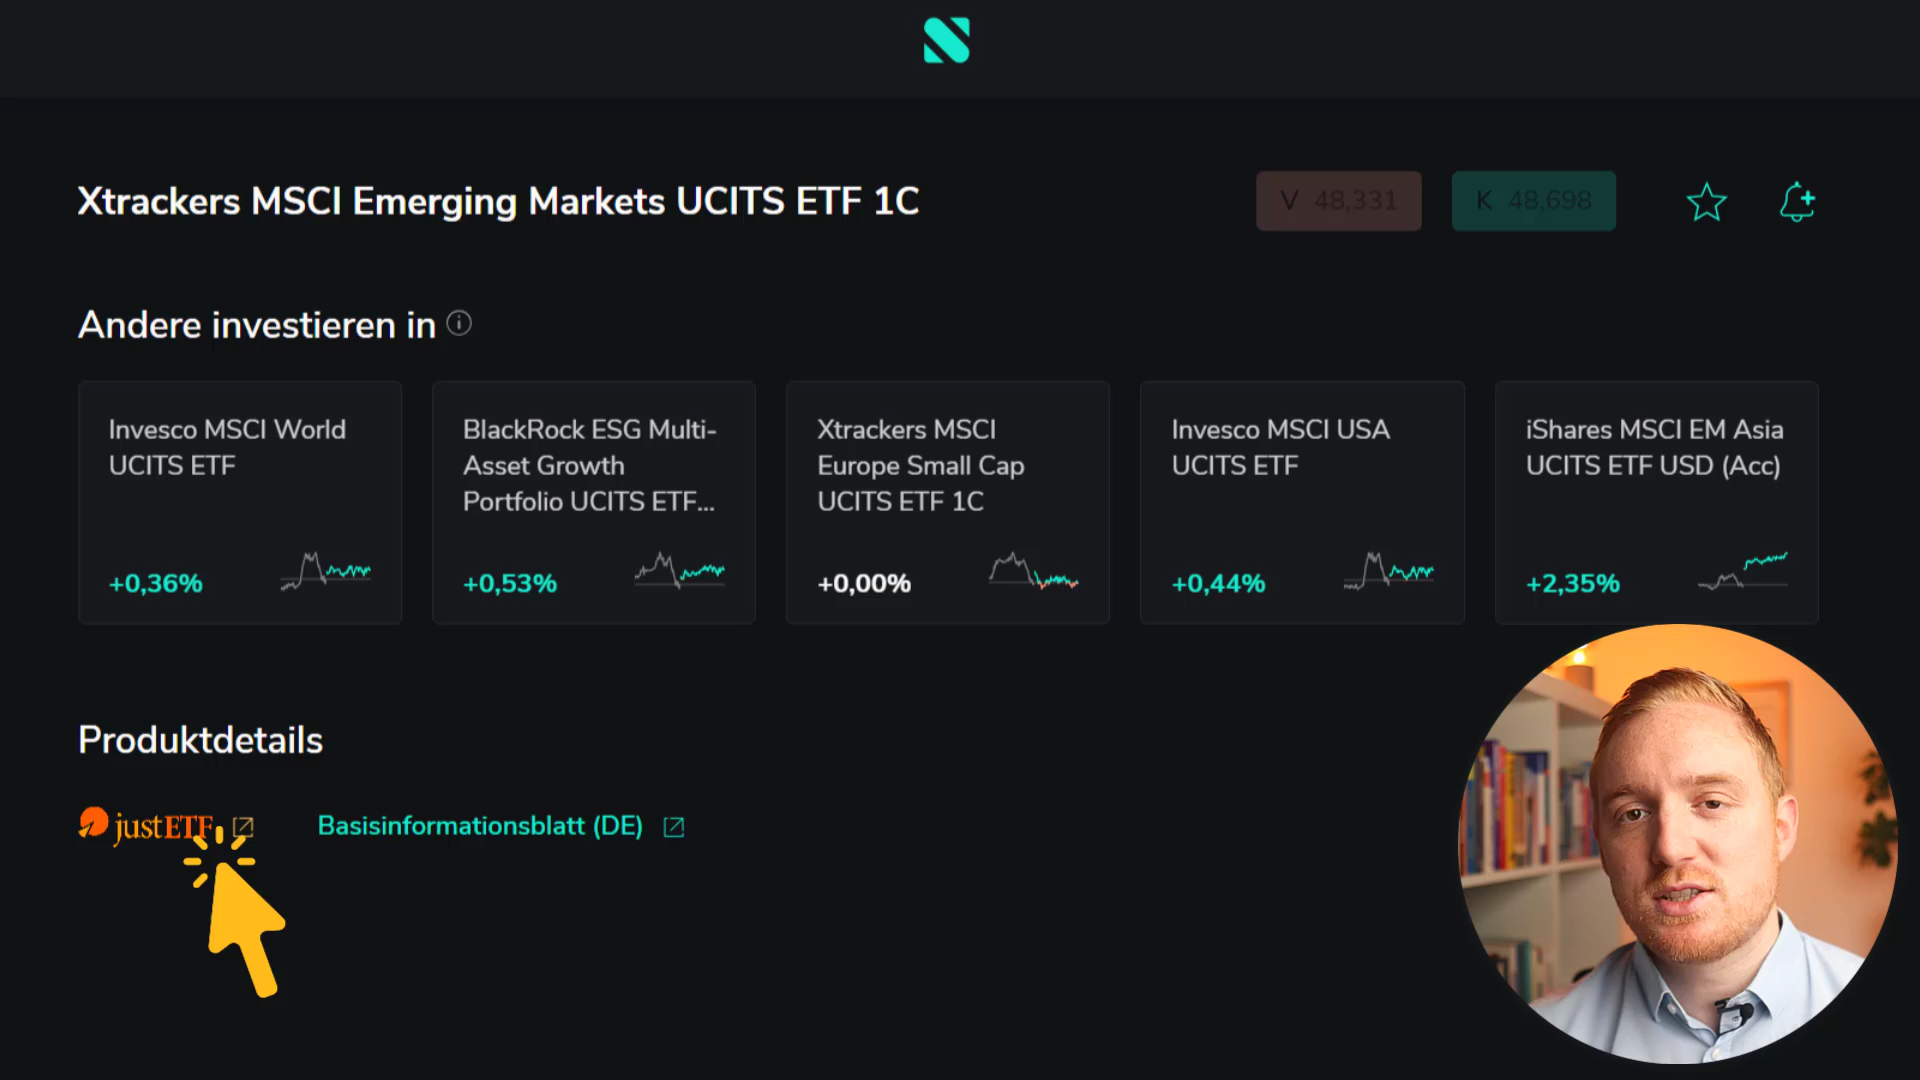 Xtrackers MSCI Emerging Markets UCITS ETF 1C
V 48,331
K 48,698
Andere investieren in
Invesco MSCI World
UCITS ETF
+0,36%
BlackRock ESG Multi-
Asset Growth
Portfolio UCITS ETF...
+0,53%
Xtrackers MSCI
Europe Small Cap
UCITS ETF 1C
+0,00%
Invesco MSCI USA
UCITS ETF
+0,44%
iShares MSCI EM Asia
UCITS ETF USD (Acc)
+2,35%
Produktdetails
justETF
Basisinformationsblatt (DE)